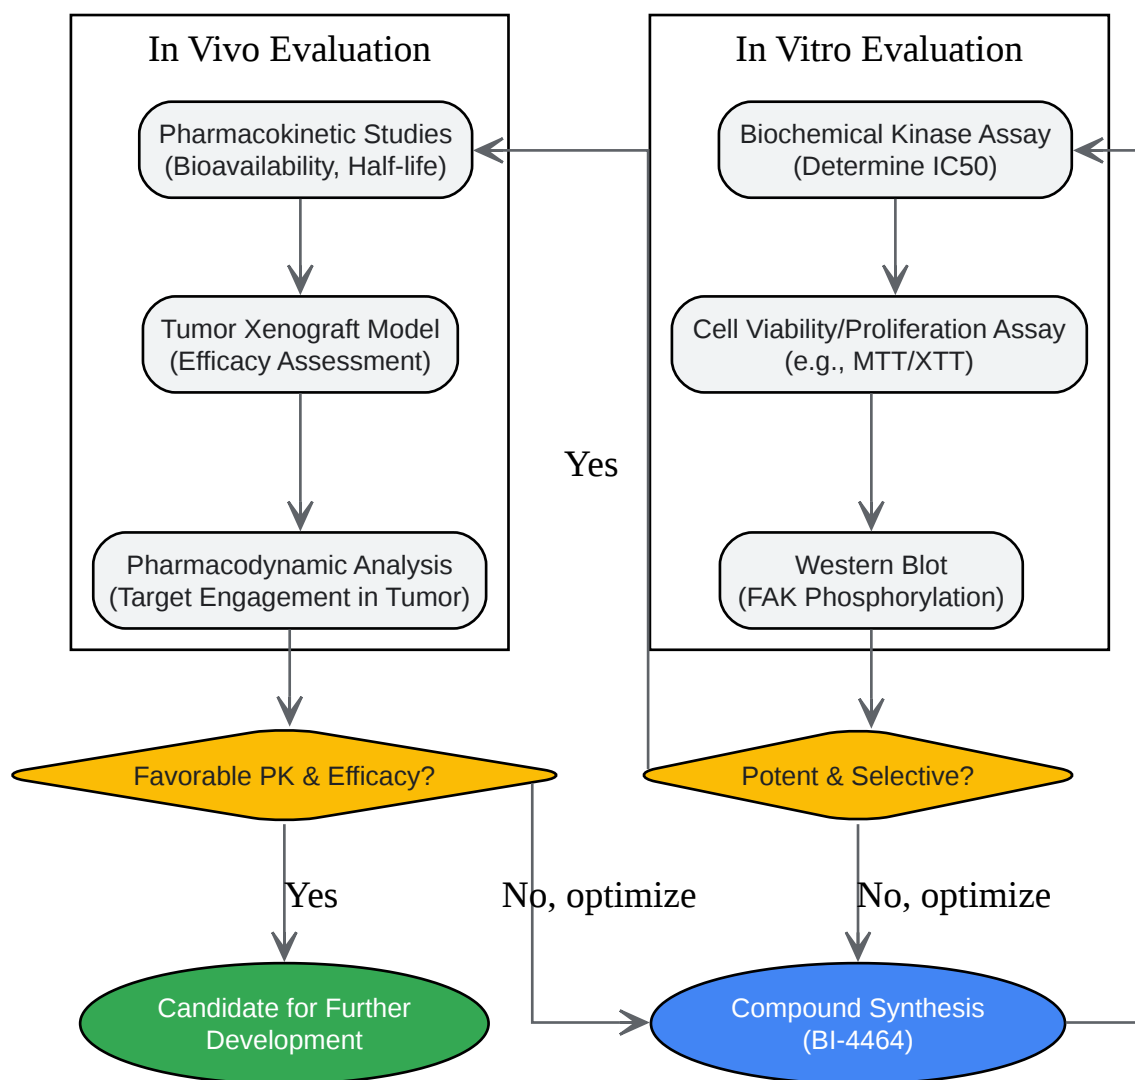 In Vivo Evaluation
Pharmacokinetic Studies
(Bioavailability, Half-life)
Tumor Xenograft Model
(Efficacy Assessment)
Pharmacodynamic Analysis
(Target Engagement in Tumor)
In Vitro Evaluation
Biochemical Kinase Assay
(Determine IC50)
Cell Viability/Proliferation Assay
(e.g., MTT/XTT)
Western Blot
(FAK Phosphorylation)
Yes
Favorable PK & Efficacy?
Potent & Selective?
Yes
No, optimize
No, optimize
Candidate for Further
Development
Compound Synthesis
(BI-4464)